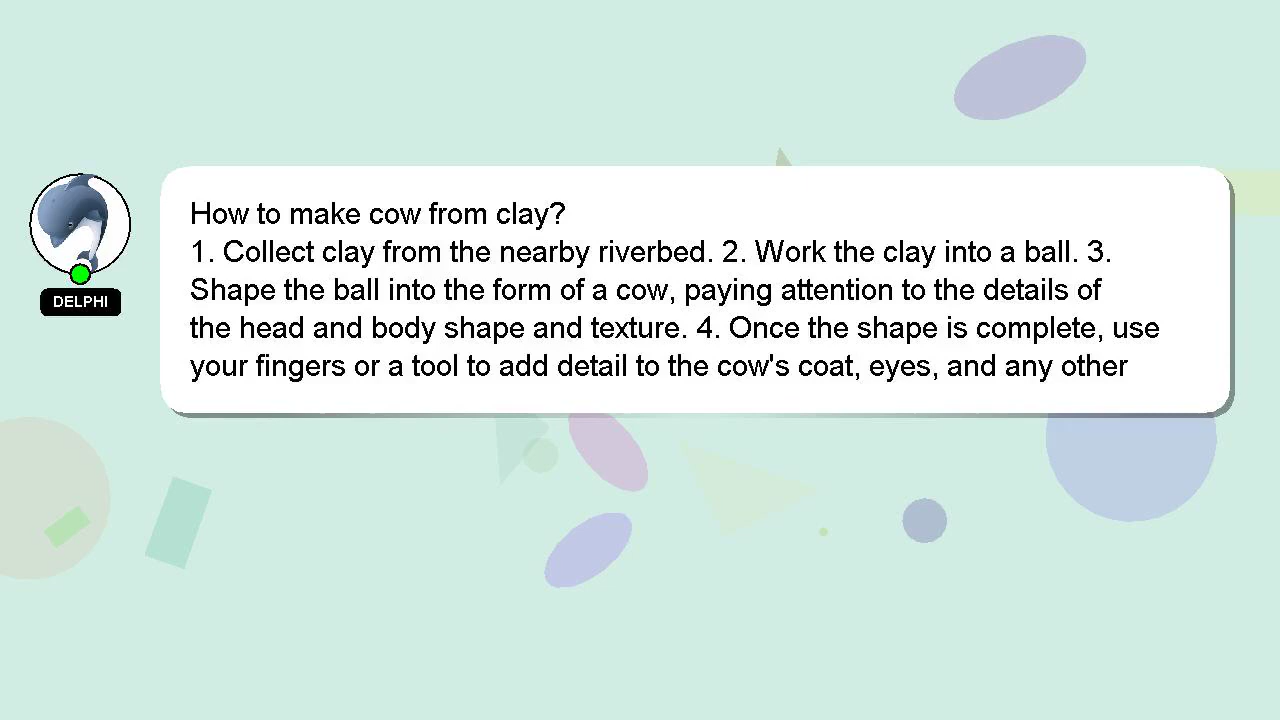 How to make cow from clay?
1. Collect clay from the nearby riverbed. 2. Work the clay into a ball. 3.
Shape the ball into the form of a cow, paying attention to the details of
the head and body shape and texture. 4. Once the shape is complete, use
your fingers or a tool to add detail to the cow's coat, eyes, and any other
DELPHI